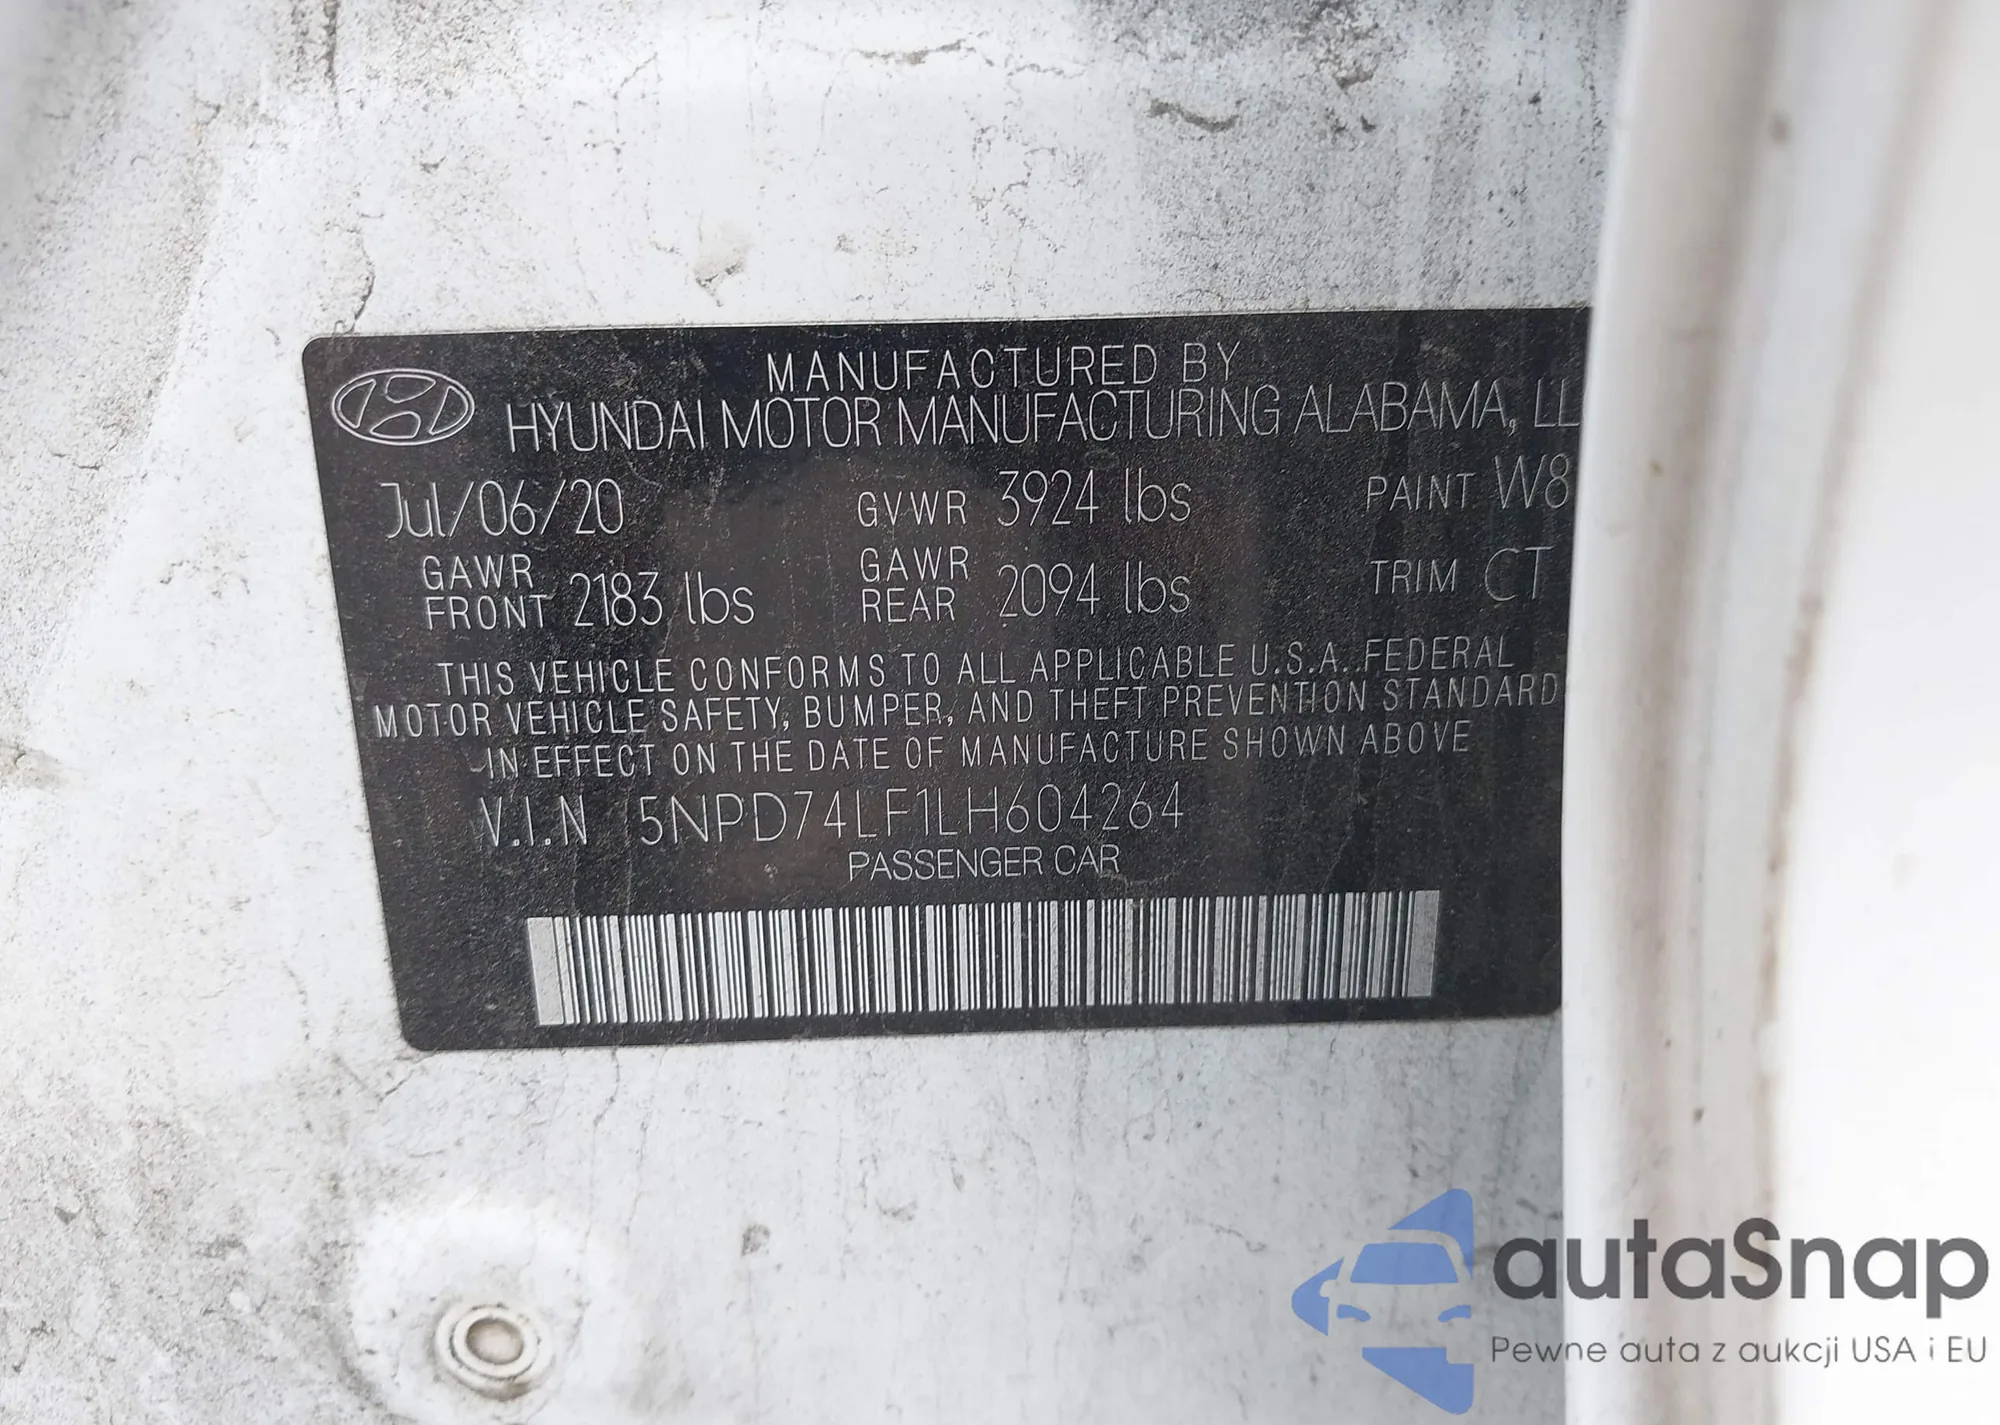 MANUFACTURED BY
HYUNDAI MOTOR MANUFACTURING ALABAMA, LL
Jul/06/20 GVWR 3924 lbs PAINT W8
GAWR FRONT 2183 lbs GAWR REAR 2094 lbs TRIM CT
THIS VEHICLE CONFORMS TO ALL APPLICABLE U.S.A. FEDERAL
MOTOR VEHICLE SAFETY, BUMPER, AND THEFT PREVENTION STANDARD
IN EFFECT ON THE DATE OF MANUFACTURE SHOWN ABOVE
V.I.N 5NPD74LF1LH604264
PASSENGER CAR
autaSnap
Pewne auta z aukcji USA i EU